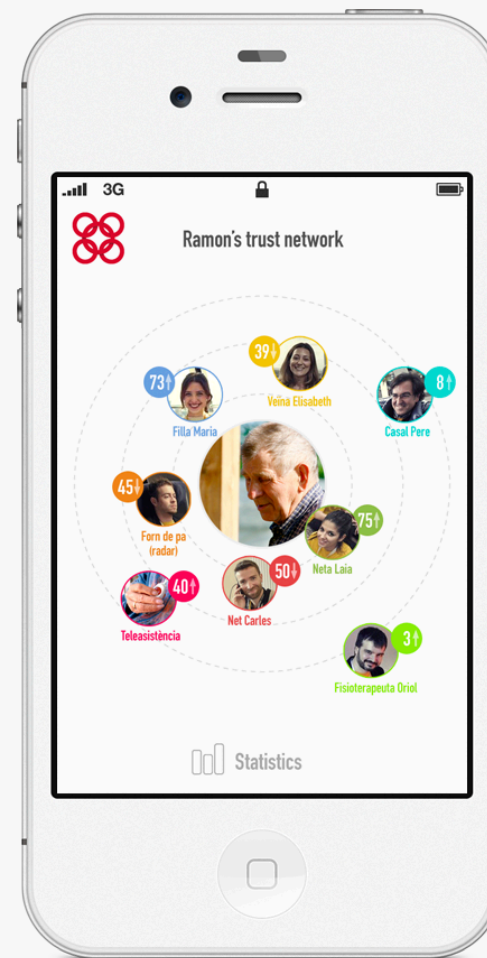 3G
Ramon's trust network
39
Veïna Elisabeth
73
Filla Maria
8
Casal Pere
45
Forn de pa
(radar)
75
Neta Laia
50
Net Carles
40
Teleasistència
3
Fisioterapeuta Oriol
Statistics